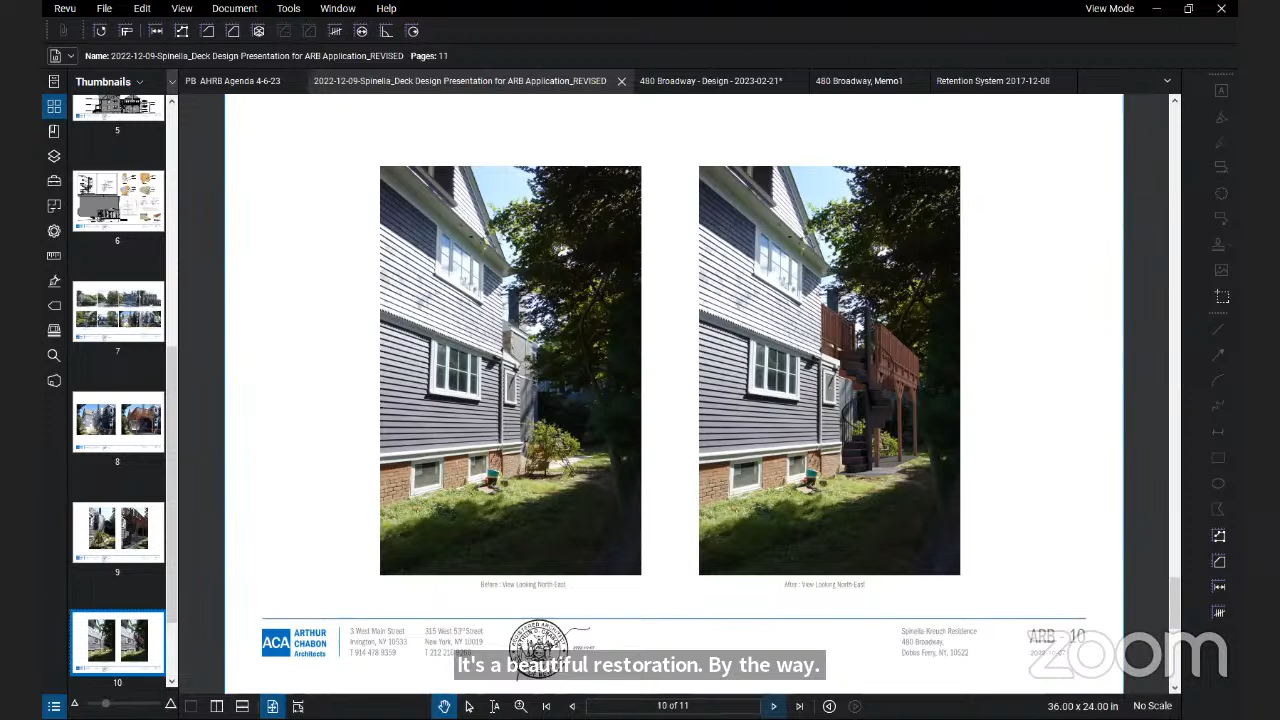 Revu File Edit View Document Tools Window Help View Mode
Name: 2022-12-09-Spinella_Deck Design Presentation for ARB Application_REVISED Pages: 11
Thumbnails PB AHRB Agenda 4-6-23 2022-12-09-Spinella_Deck Design Presentation for ARB Application_REVISED 480 Broadway - Design - 2023-02-21* 480 Broadway, Memo1 Retention System 2017-12-08
5
6
7
8
9
10
Before : View Looking North-East After : View Looking North-East
ACA ARTHUR CHABON Architects
3 West Main Street
Irvington, NY 10533
T 914 478 9359
315 West 53rd Street
New York, NY 10019
T 212 210
Spinella-Kreuch Residence
480 Broadway,
Dobbs Ferry, NY, 10522
ARB - 10
zoom
It's a beautiful restoration. By the way.
10 of 11 36.00 x 24.00 in No Scale